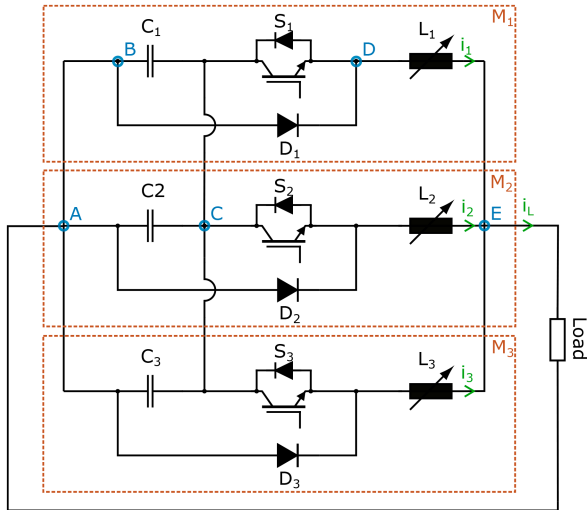 M₁
C₁ S₁ L₁ i₁
B D
D₁
M₂
C2 S₂ L₂ i₂ i_L
A C E
D₂
Load
M₃
C₃ S₃ L₃ i₃
D₃